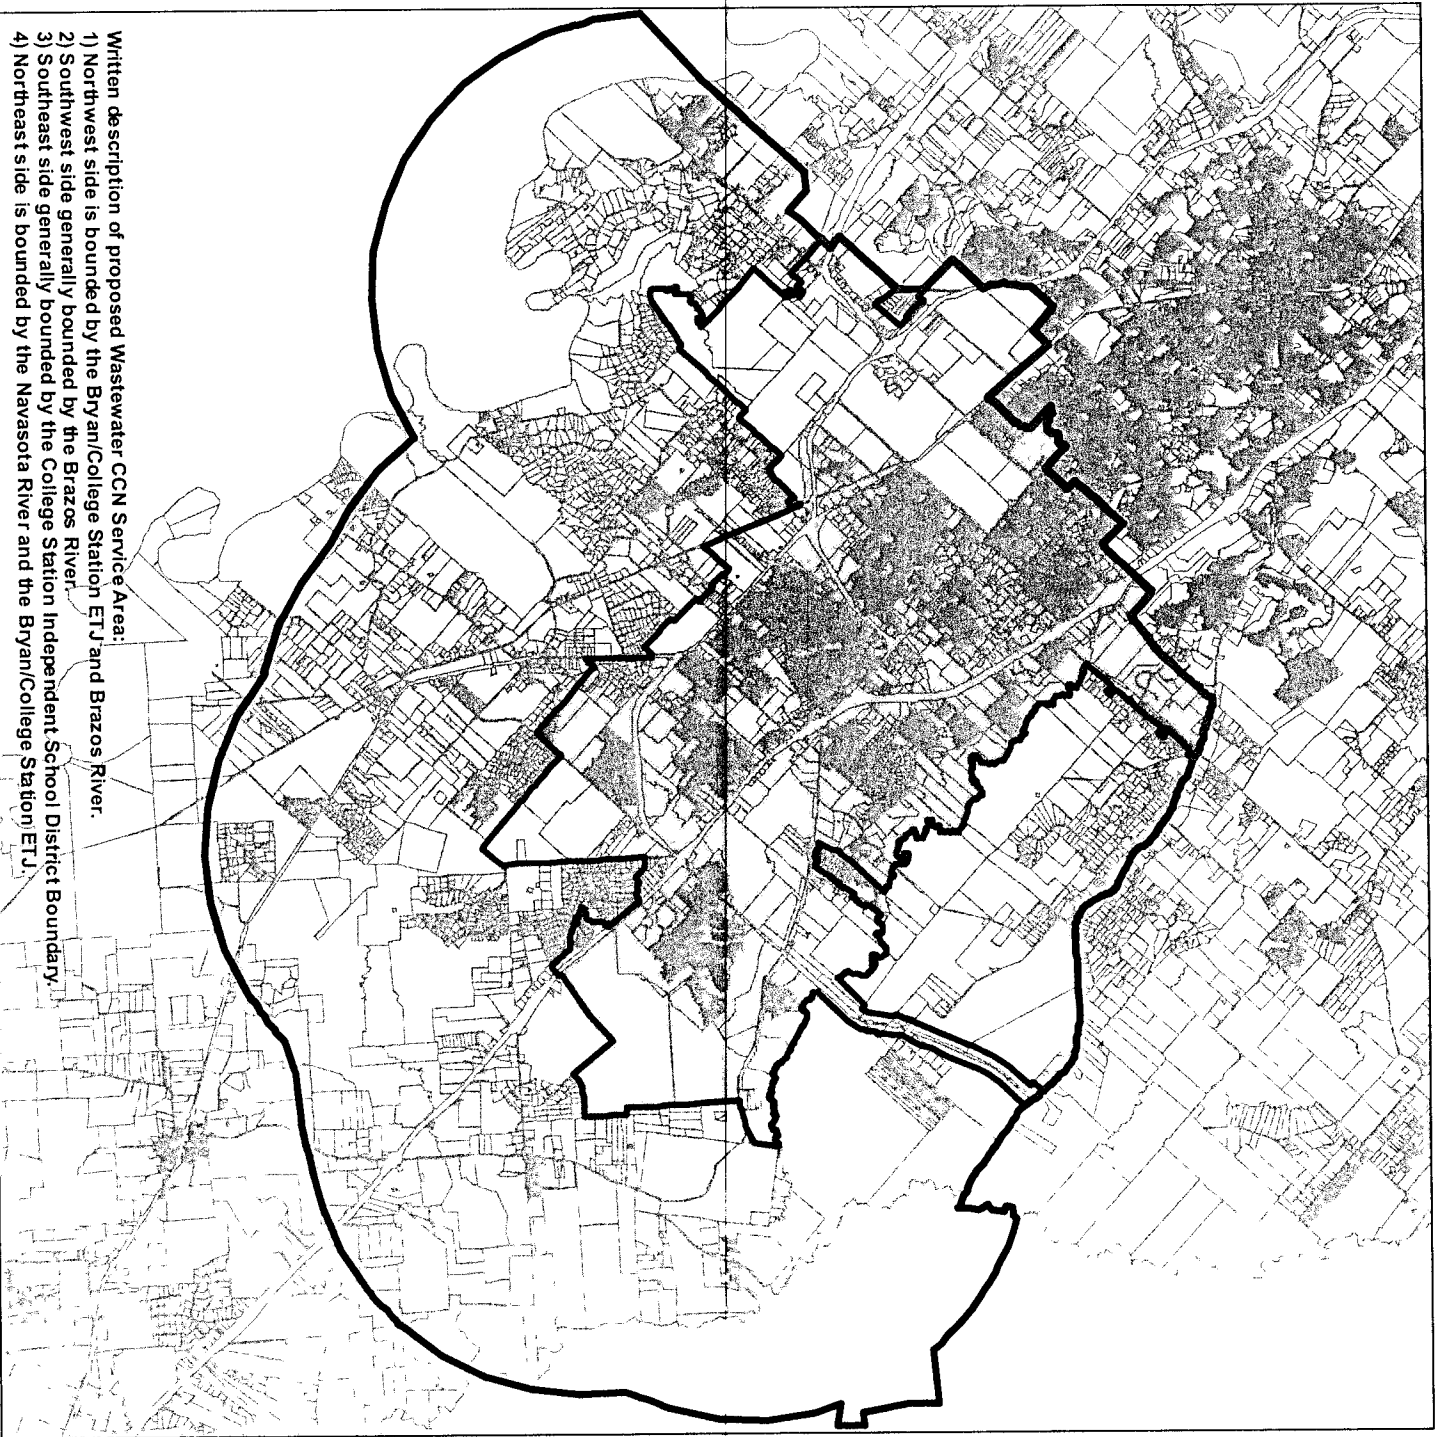 Written description of proposed Wastewater CCN Service Area:
1) Northwest side is bounded by the Bryan/College Station ETJ and Brazos River.
2) Southwest side generally bounded by the Brazos River.
3) Southeast side generally bounded by the College Station Independent School District Boundary.
4) Northeast side is bounded by the Navasota River and the Bryan/College Station ETJ.